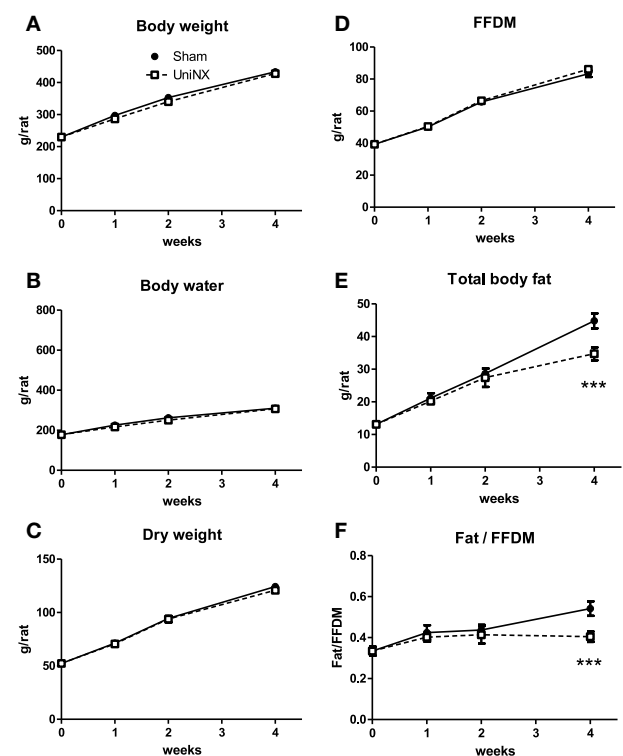 A
Body weight
500
400
300
200
100
0
g/rat
Sham
UniNX
0 1 2 3 4
weeks
B
Body water
800
600
400
200
0
g/rat
0 1 2 3 4
weeks
C
Dry weight
150
100
50
0
g/rat
0 1 2 3 4
weeks
D
FFDM
100
80
60
40
20
0
g/rat
0 1 2 3 4
weeks
E
Total body fat
50
40
30
20
10
0
g/rat
***
0 1 2 3 4
weeks
F
Fat / FFDM
0.8
0.6
0.4
0.2
0.0
Fat/FFDM
***
0 1 2 3 4
weeks